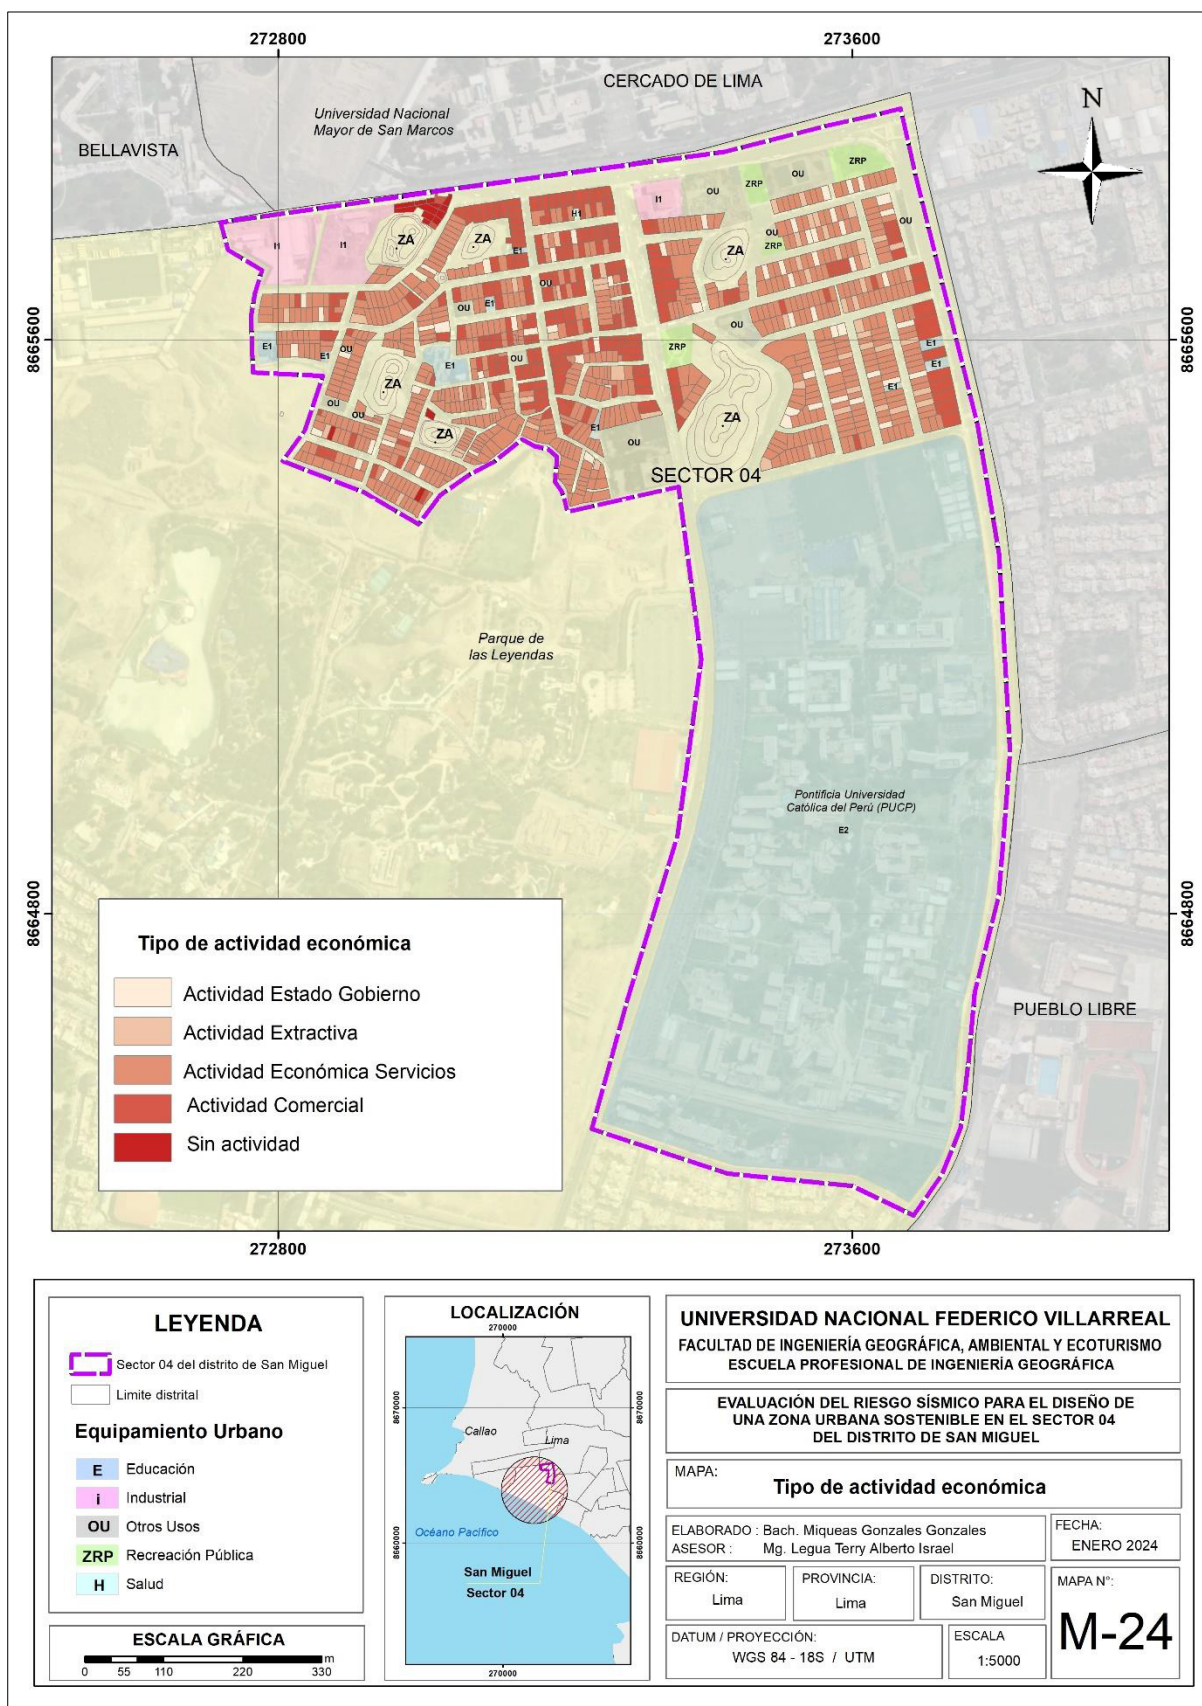 272800
273600
CERCADO DE LIMA
Universidad Nacional
Mayor de San Marcos
BELLAVISTA
N
ZRP
OU
ZRP
OU
I1
H1
OU
OU
ZRP
ZA
ZA
ZA
I1
I1
E1
OU
E1
OU
8665600
8665600
OU
E1
OU
E1
OU
E1
ZRP
E1
E1
E1
ZA
ZA
OU
OU
E1
ZA
ZA
OU
SECTOR 04
Parque de
las Leyendas
Pontificia Universidad
Católica del Perú (PUCP)
E2
8664800
8664800
PUEBLO LIBRE
Tipo de actividad económica
Actividad Estado Gobierno
Actividad Extractiva
Actividad Económica Servicios
Actividad Comercial
Sin actividad
272800
273600
LEYENDA
Sector 04 del distrito de San Miguel
Limite distrital
Equipamiento Urbano
E Educación
i Industrial
OU Otros Usos
ZRP Recreación Pública
H Salud
ESCALA GRÁFICA
m
0 55 110 220 330
LOCALIZACIÓN
270000
8670000
8670000
Callao
Lima
Océano Pacífico
8660000
8660000
San Miguel
Sector 04
270000
UNIVERSIDAD NACIONAL FEDERICO VILLARREAL
FACULTAD DE INGENIERÍA GEOGRÁFICA, AMBIENTAL Y ECOTURISMO
ESCUELA PROFESIONAL DE INGENIERÍA GEOGRÁFICA
EVALUACIÓN DEL RIESGO SÍSMICO PARA EL DISEÑO DE
UNA ZONA URBANA SOSTENIBLE EN EL SECTOR 04
DEL DISTRITO DE SAN MIGUEL
MAPA:
Tipo de actividad económica
ELABORADO : Bach. Miqueas Gonzales Gonzales
ASESOR : Mg. Legua Terry Alberto Israel
FECHA:
ENERO 2024
REGIÓN:
Lima
PROVINCIA:
Lima
DISTRITO:
San Miguel
MAPA N°:
M-24
DATUM / PROYECCIÓN:
WGS 84 - 18S / UTM
ESCALA
1:5000